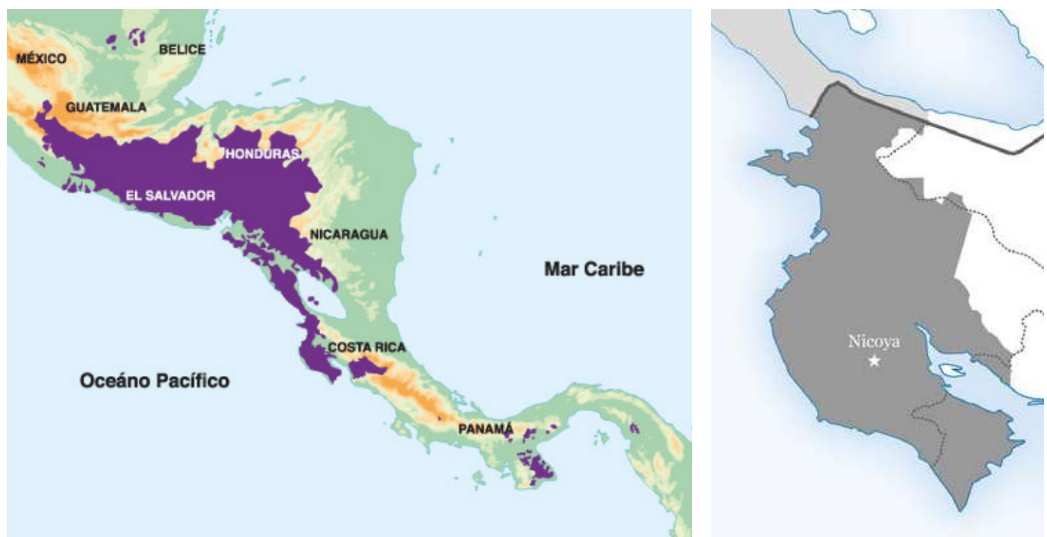 MÉXICO
BELICE
GUATEMALA
HONDURAS
EL SALVADOR
NICARAGUA
Mar Caribe
COSTA RICA
Oceáno Pacífico
PANAMÁ
Nicoya